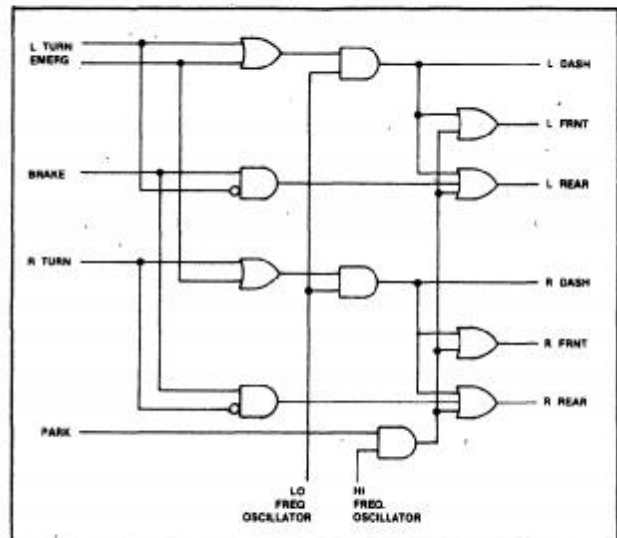 L TURN
EMERG
L DASH
L FRNT
BRAKE
L REAR
R TURN
R DASH
R FRNT
R REAR
PARK
LO
FREQ
OSCILLATOR
HI
FREQ.
OSCILLATOR